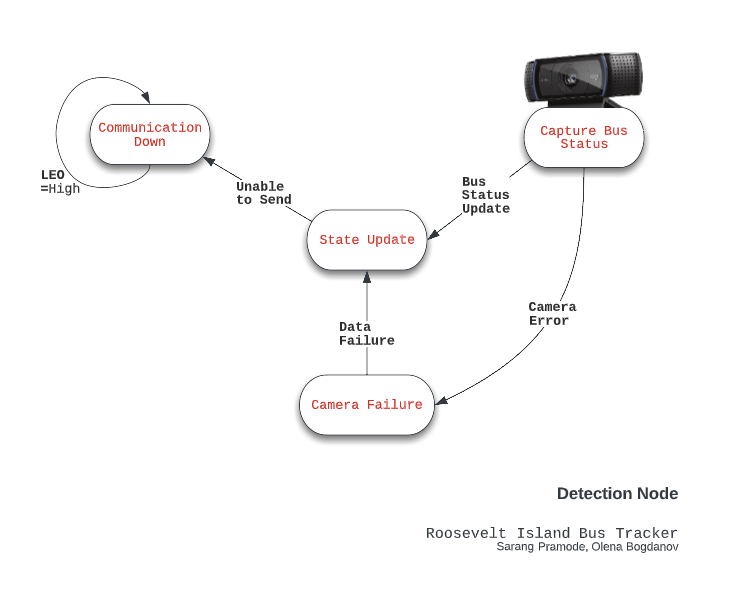 Communication
Down
Capture Bus
Status
LEO
=High
Unable
to Send
Bus
Status
Update
State Update
Camera
Error
Data
Failure
Camera Failure
Detection Node
Roosevelt Island Bus Tracker
Sarang Pramode, Olena Bogdanov